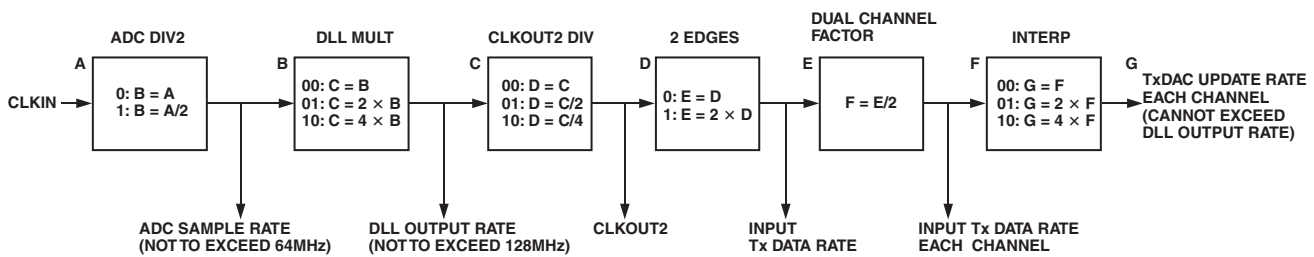 ADC DIV2
DLL MULT
CLKOUT2 DIV
2 EDGES
DUAL CHANNEL
FACTOR
INTERP
A
B
C
D
E
F
G
CLKIN
0: B = A
1: B = A/2
00: C = B
01: C = 2 × B
10: C = 4 × B
00: D = C
01: D = C/2
10: D = C/4
0: E = D
1: E = 2 × D
F = E/2
00: G = F
01: G = 2 × F
10: G = 4 × F
TxDAC UPDATE RATE
EACH CHANNEL
(CANNOT EXCEED
DLL OUTPUT RATE)
ADC SAMPLE RATE
(NOT TO EXCEED 64MHz)
DLL OUTPUT RATE
(NOT TO EXCEED 128MHz)
CLKOUT2
INPUT
Tx DATA RATE
INPUT Tx DATA RATE
EACH CHANNEL